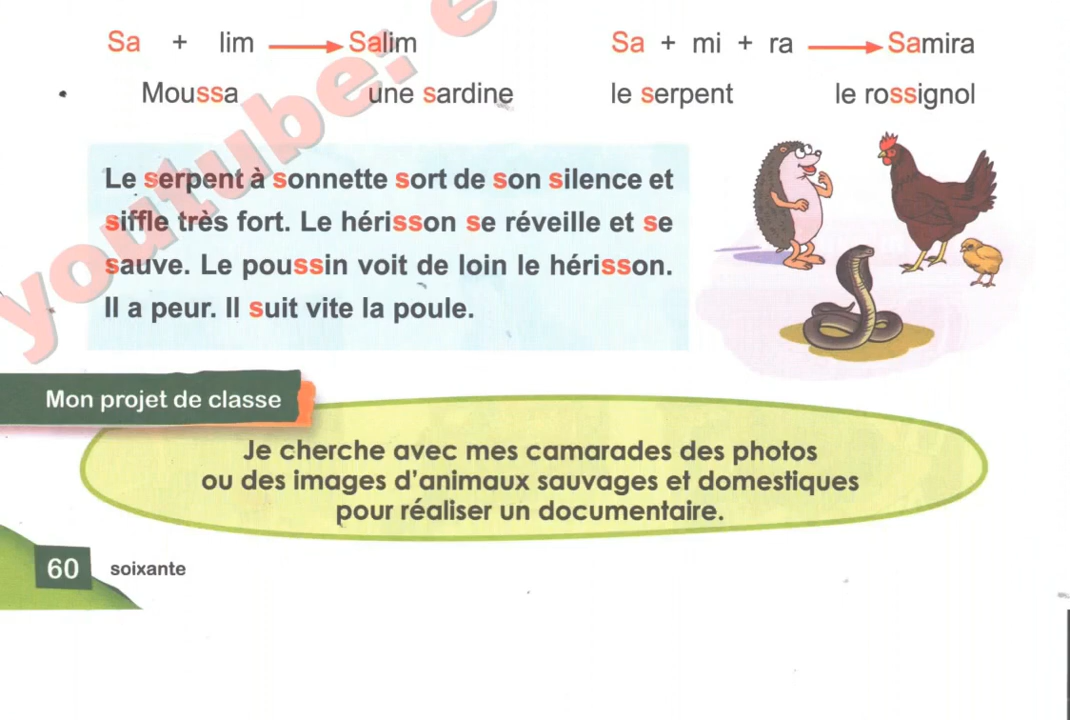 Sa + lim → Salim Sa + mi + ra → Samira
Moussa une sardine le serpent le rossignol
Le serpent à sonnette sort de son silence et
siffle très fort. Le hérisson se réveille et se
sauve. Le poussin voit de loin le hérisson.
Il a peur. Il suit vite la poule.
youtube: e
Mon projet de classe
Je cherche avec mes camarades des photos
ou des images d'animaux sauvages et domestiques
pour réaliser un documentaire.
60 soixante